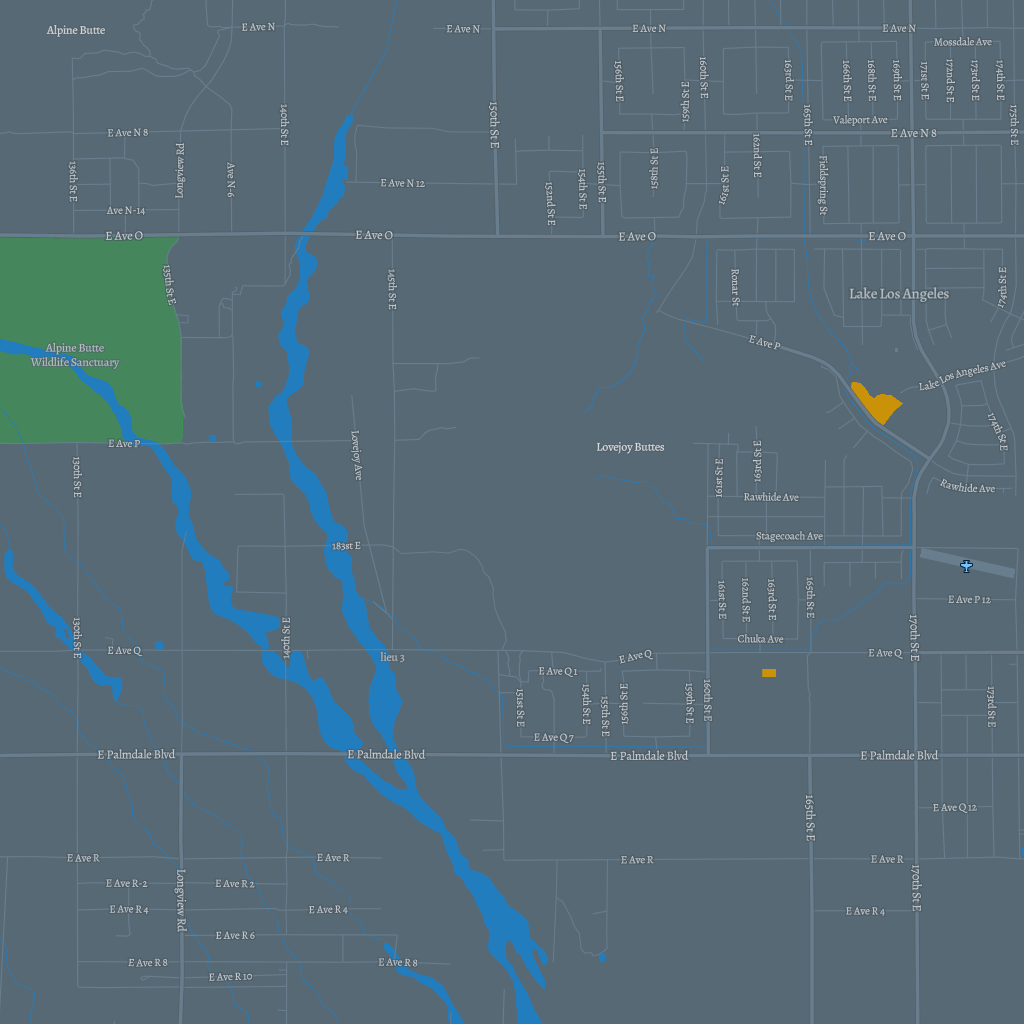 Alpine Butte
E Ave N
E Ave N
E Ave N
E Ave N
Mossdale Ave
156th St E
159th St E
160th St E
163rd St E
166th St E
168th St E
169th St E
171st St E
172nd St E
173rd St E
174th St E
175th St E
140th St E
150th St E
165th St E
Valeport Ave
E Ave N 8
E Ave N 8
136th St E
Longview Rd
Ave N-6
E Ave N 12
152nd St E
154th St E
155th St E
158th St E
161st St E
162nd St E
Fieldspring St
Ave N-14
E Ave O
E Ave O
E Ave O
E Ave O
135th St E
145th St E
Ronar St
174th St E
Lake Los Angeles
E Ave P
Alpine Butte
Wildlife Sanctuary
Lake Los Angeles Ave
174th St E
E Ave P
Lovejoy Ave
Lovejoy Buttes
130th St E
161st St E
163rd St E
Rawhide Ave
Rawhide Ave
Stagecoach Ave
183st E
161st St E
162nd St E
163rd St E
165th St E
E Ave P 12
130th St E
140th St E
170th St E
Chuka Ave
E Ave Q
lieu 3
E Ave Q
E Ave Q
E Ave Q 1
151st St E
154th St E
155th St E
156th St E
159th St E
160th St E
173rd St E
E Ave Q 7
E Palmdale Blvd
E Palmdale Blvd
E Palmdale Blvd
E Palmdale Blvd
165th St E
E Ave Q 12
E Ave R
E Ave R
E Ave R
E Ave R
E Ave R-2
E Ave R 2
Longview Rd
170th St E
E Ave R 4
E Ave R 4
E Ave R 4
E Ave R 6
E Ave R 8
E Ave R 8
E Ave R 10